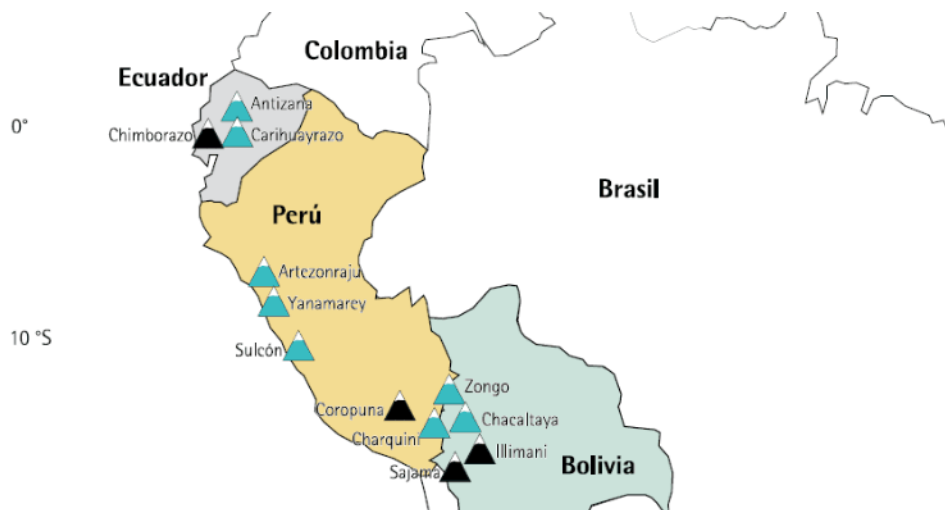 Colombia
Ecuador
Antizana
0°
Chimborazo
Carihuayrazo
Brasil
Perú
Artezonraju
Yanamarey
10 °S
Sulcón
Zongo
Coropuna
Chacaltaya
Charquini
Illimani
Bolivia
Sajama